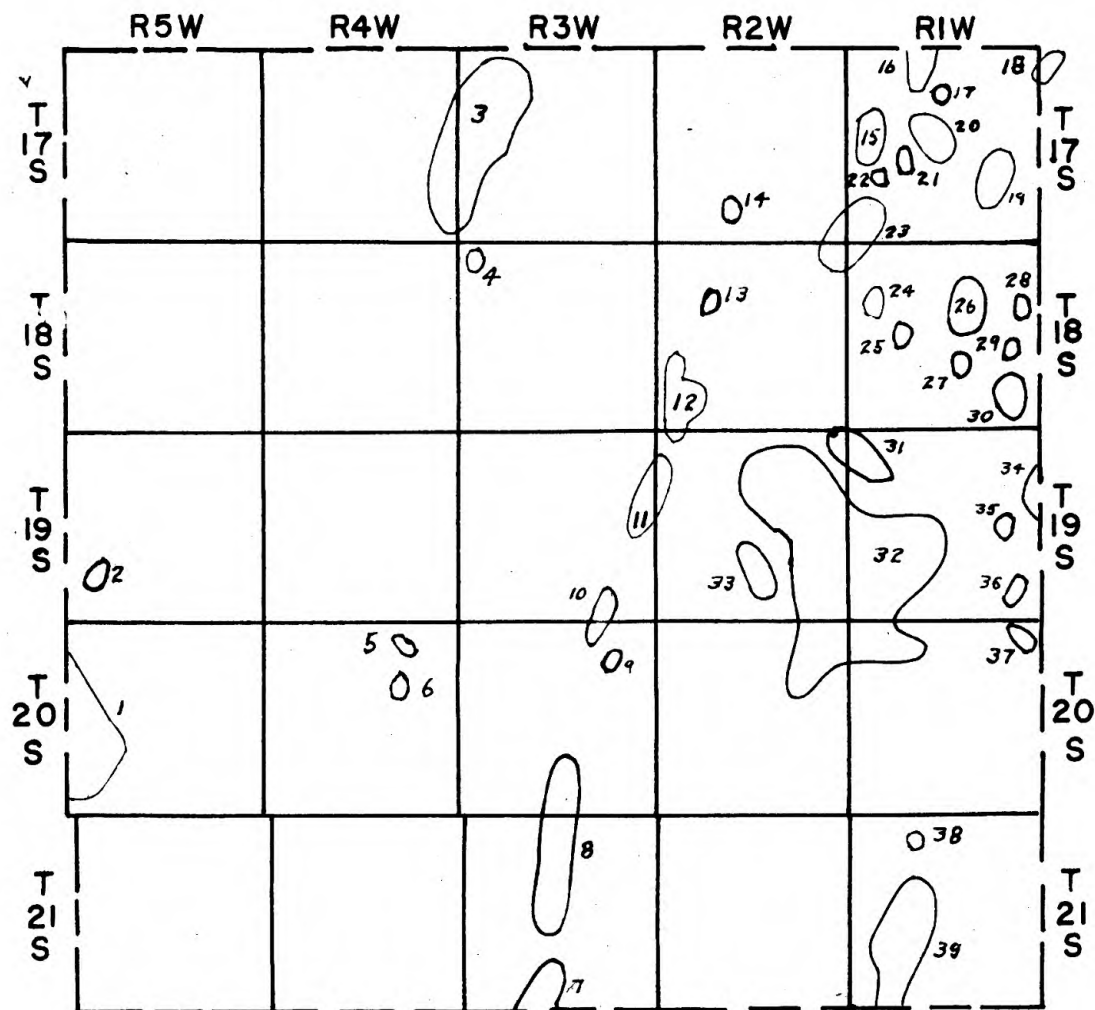 R5W R4W R3W R2W R1W
16 18
3 17
T 17 S 15 20 T 17 S
22 21 19
14
23
4
T 18 S 13 24 26 28 T 18 S
25 29
27
12 30
31
34
T 19 S 11 35 T 19 S
32
2 33 36
10
5 9 37
6
T 20 S 1 T 20 S
8 38
T 21 S 39 T 21 S
7